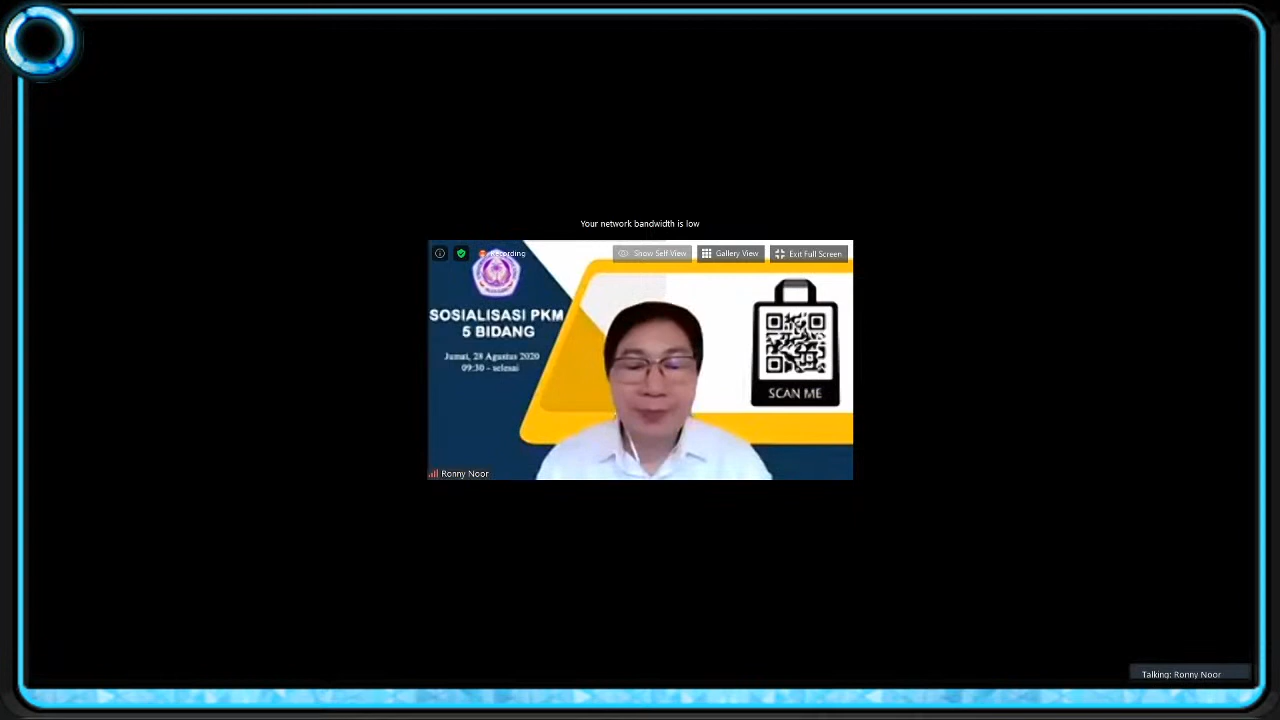 Your network bandwidth is low
Recording
Show Self View
Gallery View
Exit Full Screen
SOSIALISASI PKM
5 BIDANG
Jumat, 28 Agustus 2020
09:30 - selesai
SCAN ME
Ronny Noor
Talking: Ronny Noor